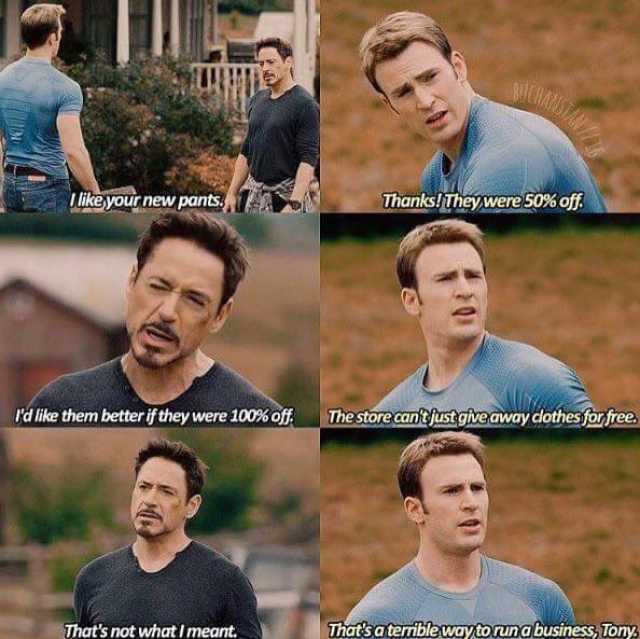 I like your new pants.
Thanks! They were 50% off.
I'd like them better if they were 100% off.
The store can't just give away clothes for free.
That's not what I meant.
That's a terrible way to run a business, Tony.